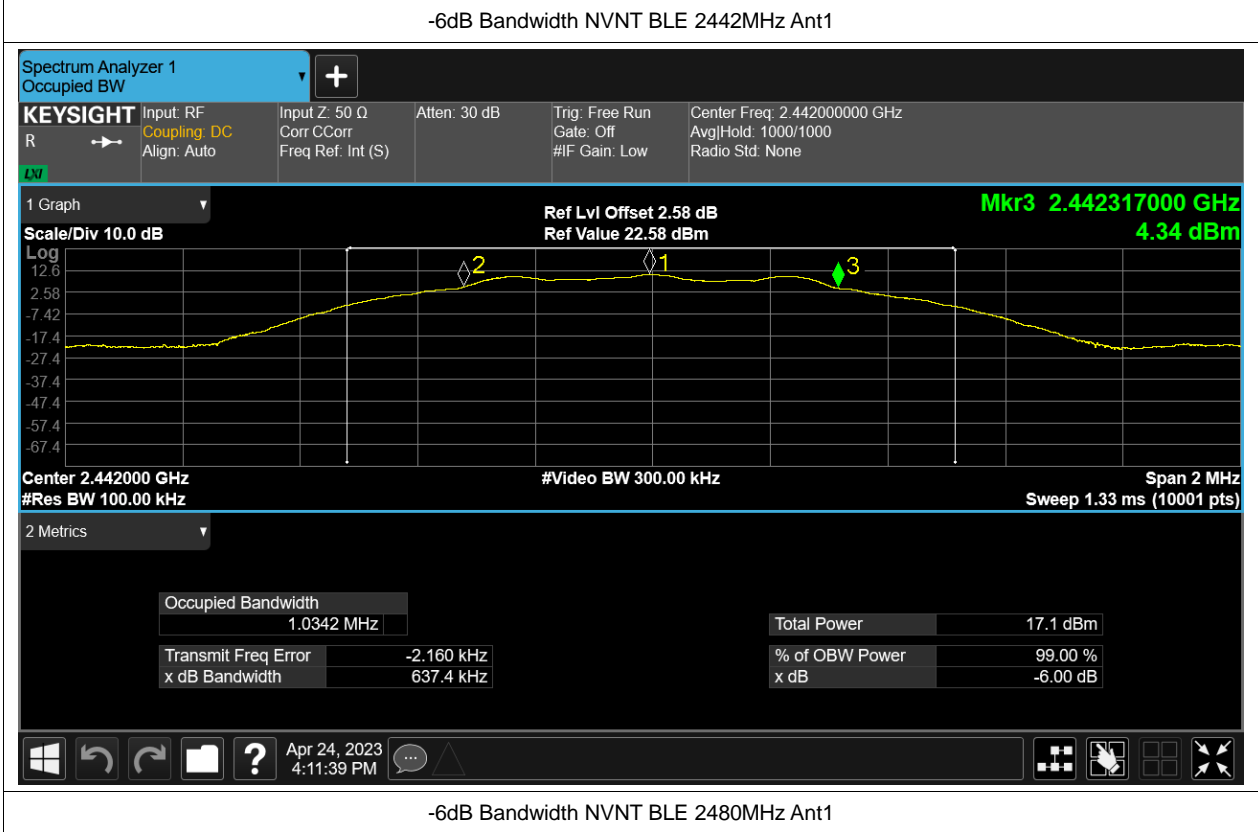 -6dB Bandwidth NVNT BLE 2442MHz Ant1
Spectrum Analyzer 1
Occupied BW
KEYSIGHT
R
LXI
Input: RF
Coupling: DC
Align: Auto
Input Z: 50 Ω
Corr CCorr
Freq Ref: Int (S)
Atten: 30 dB
Trig: Free Run
Gate: Off
#IF Gain: Low
Center Freq: 2.442000000 GHz
Avg|Hold: 1000/1000
Radio Std: None
1 Graph
Scale/Div 10.0 dB
Ref Lvl Offset 2.58 dB
Ref Value 22.58 dBm
Mkr3 2.442317000 GHz
4.34 dBm
Log
12.6
2.58
-7.42
-17.4
-27.4
-37.4
-47.4
-57.4
-67.4
2
1
3
Center 2.442000 GHz
#Video BW 300.00 kHz
Span 2 MHz
#Res BW 100.00 kHz
Sweep 1.33 ms (10001 pts)
2 Metrics
Occupied Bandwidth
1.0342 MHz
Total Power 17.1 dBm
Transmit Freq Error -2.160 kHz
% of OBW Power 99.00 %
x dB Bandwidth 637.4 kHz
x dB -6.00 dB
?
Apr 24, 2023
4:11:39 PM
-6dB Bandwidth NVNT BLE 2480MHz Ant1